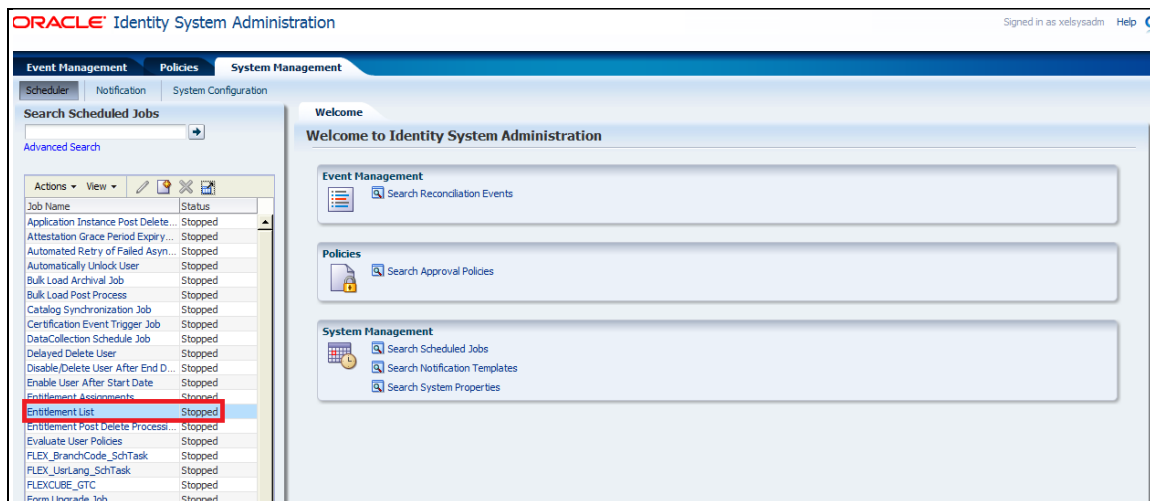 ORACLE Identity System Administration
Signed in as xelsysadm Help
Event Management Policies System Management
Scheduler Notification System Configuration
Search Scheduled Jobs
Advanced Search
Actions View
Job Name Status
Application Instance Post Delete... Stopped
Attestation Grace Period Expiry... Stopped
Automated Retry of Failed Asyn... Stopped
Automatically Unlock User Stopped
Bulk Load Archival Job Stopped
Bulk Load Post Process Stopped
Catalog Synchronization Job Stopped
Certification Event Trigger Job Stopped
DataCollection Schedule Job Stopped
Delayed Delete User Stopped
Disable/Delete User After End D... Stopped
Enable User After Start Date Stopped
Entitlement Assignments Stopped
Entitlement List Stopped
Entitlement Post Delete Processi... Stopped
Evaluate User Policies Stopped
FLEX_BranchCode_SchTask Stopped
FLEX_UsrLang_SchTask Stopped
FLEXCUBE_GTC Stopped
Form Upgrade Job Stopped
Welcome
Welcome to Identity System Administration
Event Management
Search Reconciliation Events
Policies
Search Approval Policies
System Management
Search Scheduled Jobs
Search Notification Templates
Search System Properties